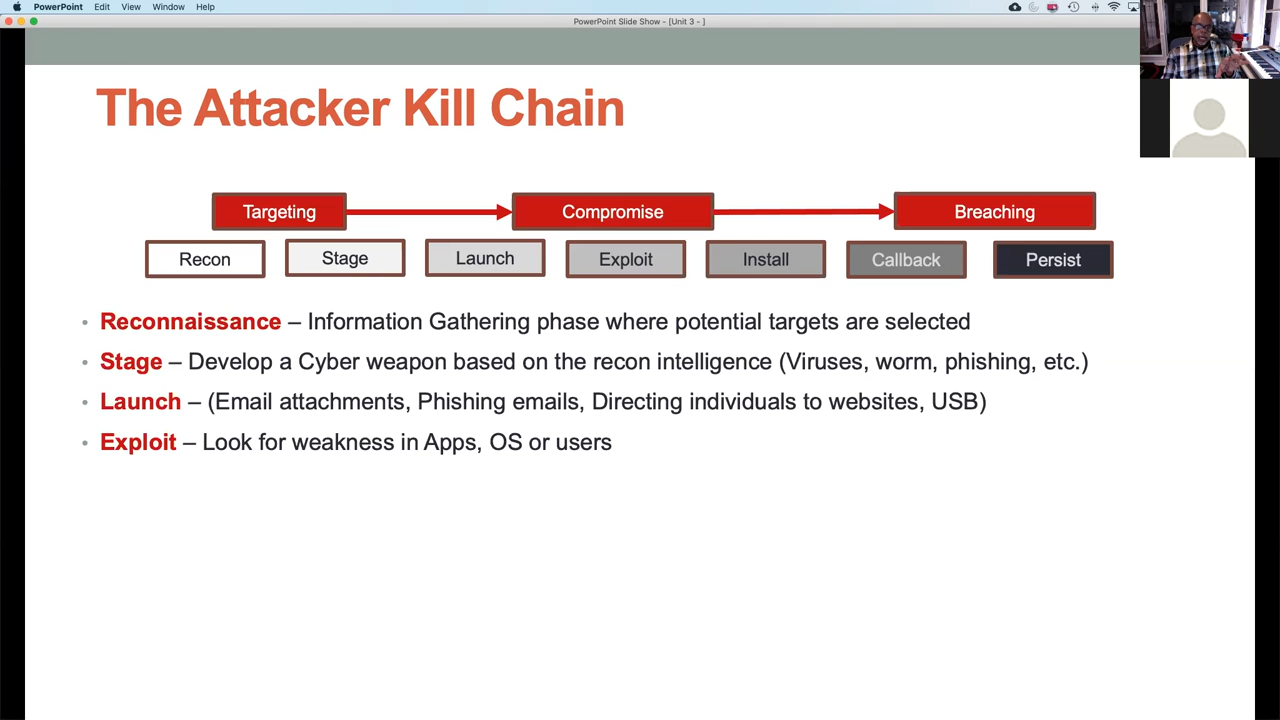 PowerPoint Edit View Window Help
PowerPoint Slide Show - [Unit 3 - ]
The Attacker Kill Chain
Targeting Compromise Breaching
Recon Stage Launch Exploit Install Callback Persist
• Reconnaissance – Information Gathering phase where potential targets are selected
• Stage – Develop a Cyber weapon based on the recon intelligence (Viruses, worm, phishing, etc.)
• Launch – (Email attachments, Phishing emails, Directing individuals to websites, USB)
• Exploit – Look for weakness in Apps, OS or users